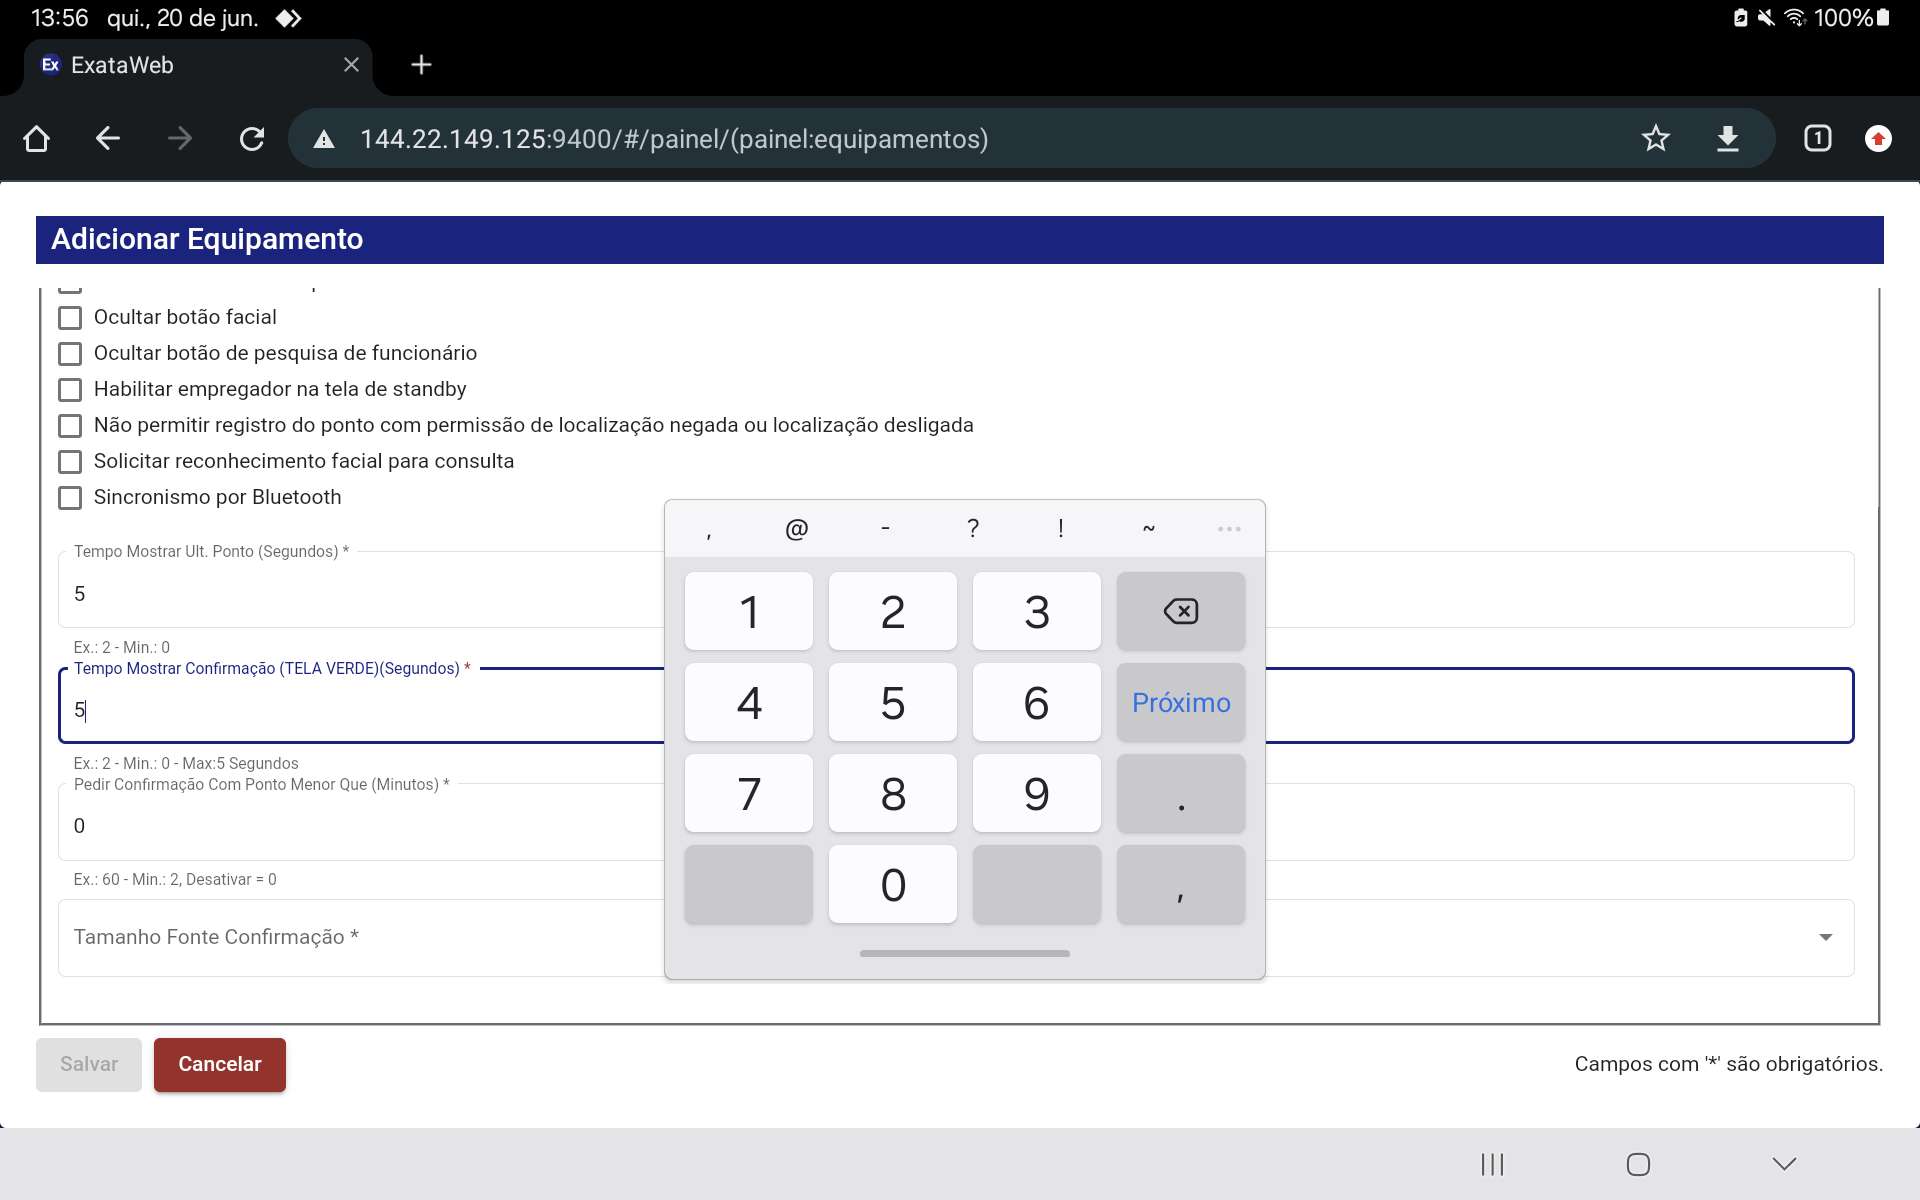 13:56 qui., 20 de jun. 100%
Ex ExataWeb
144.22.149.125:9400/#/painel/(painel:equipamentos) 1
Adicionar Equipamento
Ocultar botão facial
Ocultar botão de pesquisa de funcionário
Habilitar empregador na tela de standby
Não permitir registro do ponto com permissão de localização negada ou localização desligada
Solicitar reconhecimento facial para consulta
Sincronismo por Bluetooth
Tempo Mostrar Ult. Ponto (Segundos) *
5
Ex.: 2 - Min.: 0
Tempo Mostrar Confirmação (TELA VERDE)(Segundos) *
5
Ex.: 2 - Min.: 0 - Max:5 Segundos
Pedir Confirmação Com Ponto Menor Que (Minutos) *
0
Ex.: 60 - Min.: 2, Desativar = 0
Tamanho Fonte Confirmação *
, @ - ? ! ~ ...
1 2 3
4 5 6 Próximo
7 8 9 .
0 ,
Salvar Cancelar Campos com '*' são obrigatórios.